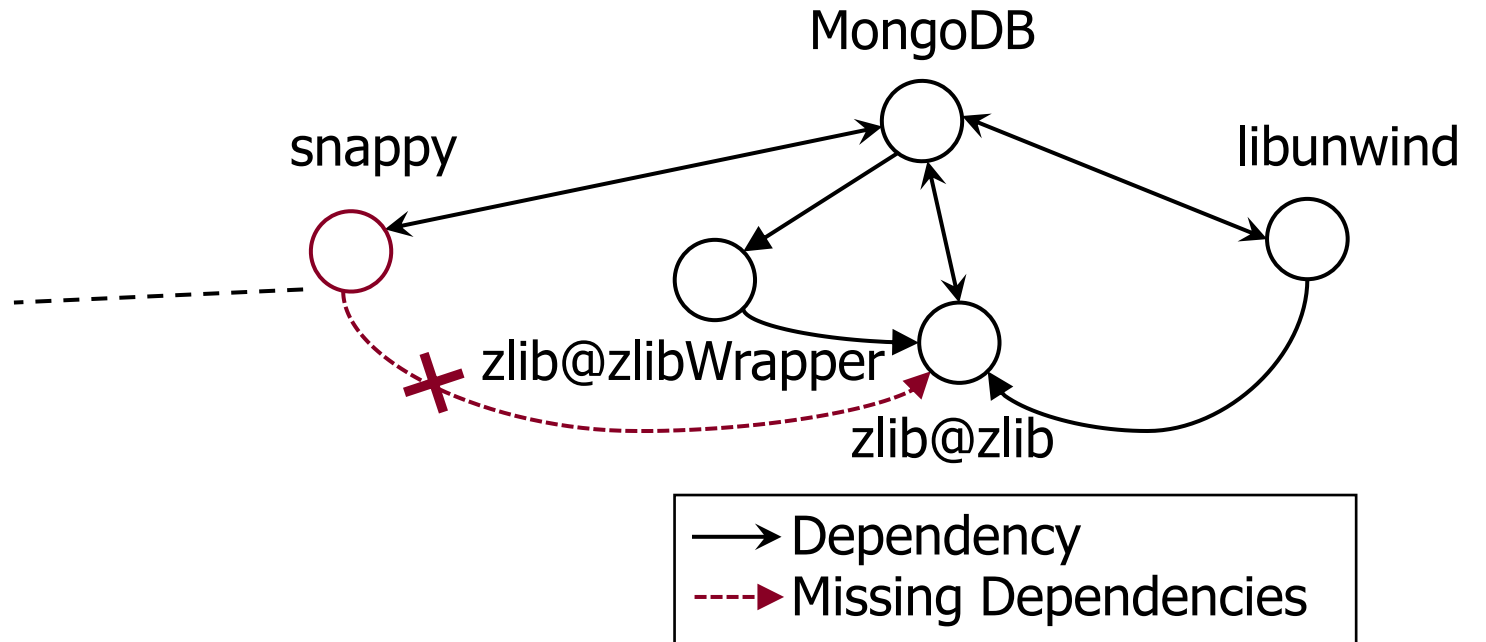 MongoDB
snappy
libunwind
zlib@zlibWrapper
zlib@zlib
Dependency
Missing Dependencies